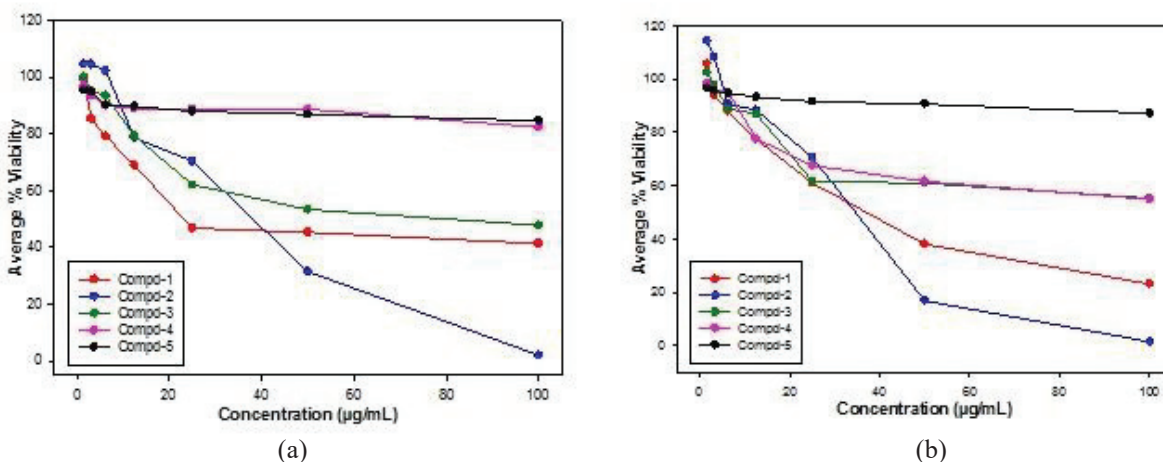 120
100
80
60
40
20
0
Average % Viability
Compd-1
Compd-2
Compd-3
Compd-4
Compd-5
0 20 40 60 80 100
Concentration (µg/mL)
(a)
120
100
80
60
40
20
0
Average % Viability
Compd-1
Compd-2
Compd-3
Compd-4
Compd-5
0 20 40 60 80 100
Concentration (µg/mL)
(b)